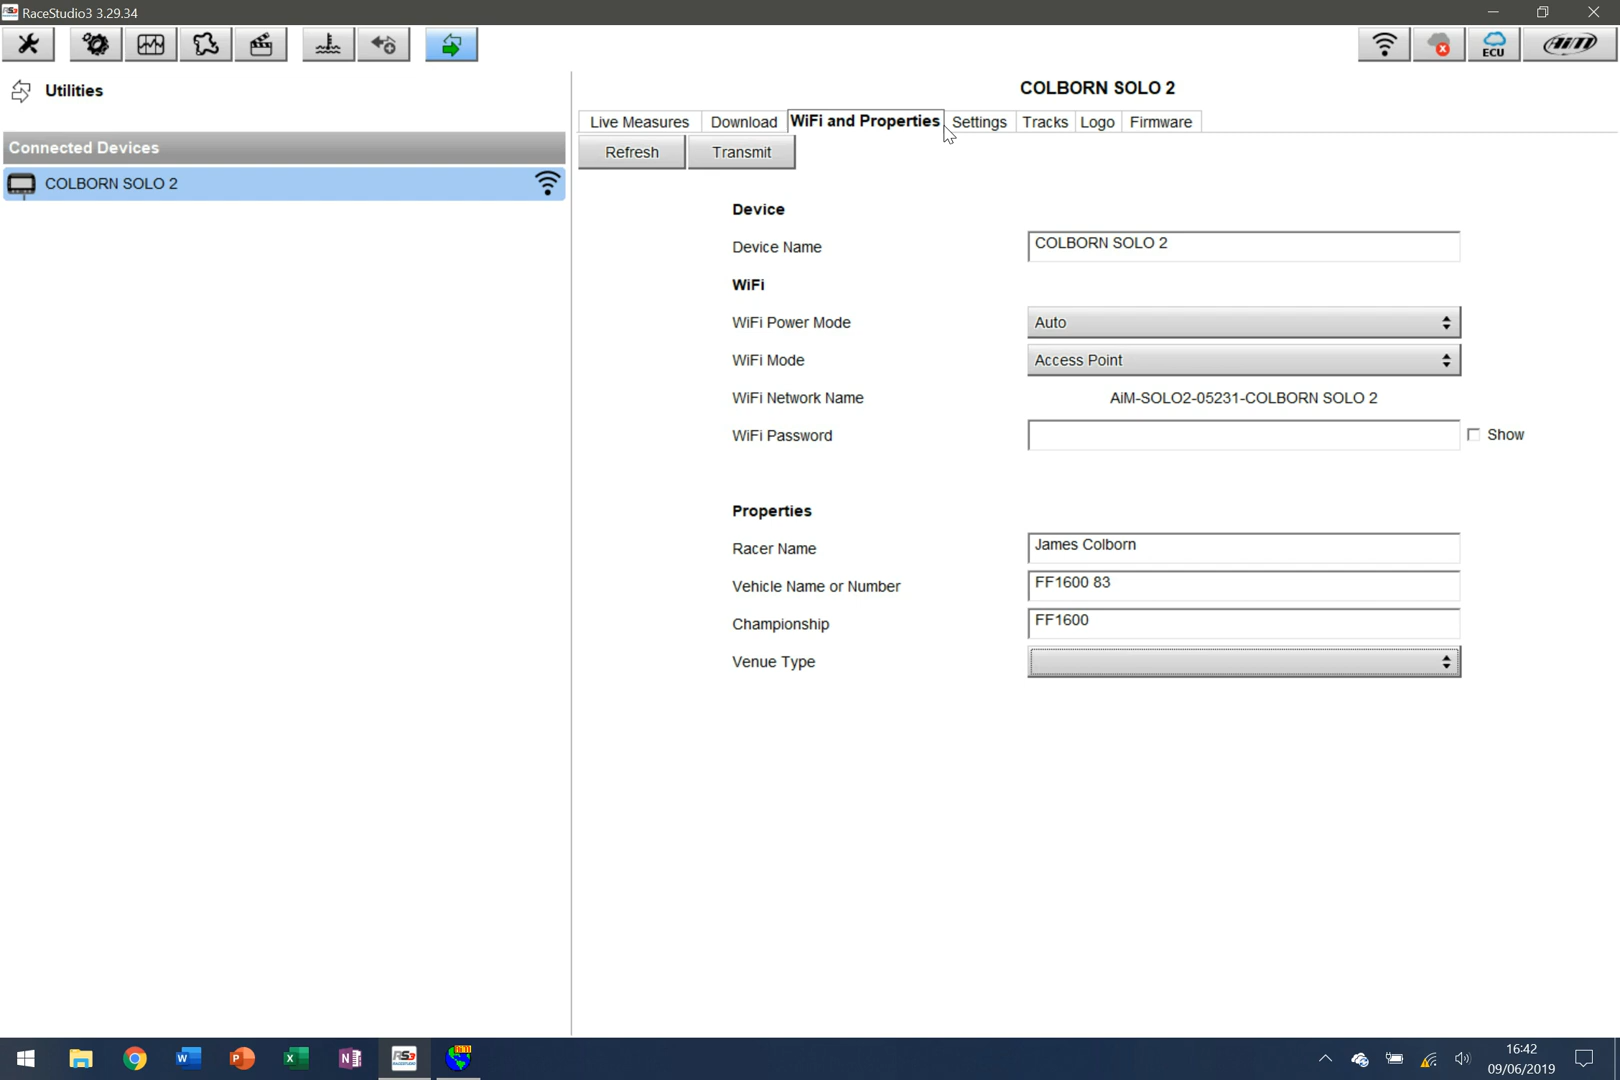 RS3 RaceStudio3 3.29.34
ECU
AiM
Utilities
COLBORN SOLO 2
Live Measures Download WiFi and Properties Settings Tracks Logo Firmware
Connected Devices
Refresh Transmit
COLBORN SOLO 2
Device
Device Name COLBORN SOLO 2
WiFi
WiFi Power Mode Auto
WiFi Mode Access Point
WiFi Network Name AiM-SOLO2-05231-COLBORN SOLO 2
WiFi Password Show
Properties
Racer Name James Colborn
Vehicle Name or Number FF1600 83
Championship FF1600
Venue Type
16:42
09/06/2019